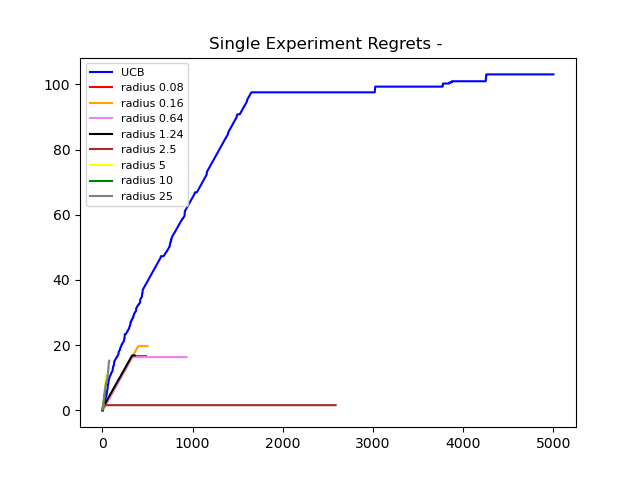 Single Experiment Regrets -
UCB
radius 0.08
radius 0.16
radius 0.64
radius 1.24
radius 2.5
radius 5
radius 10
radius 25
100
80
60
40
20
0
0 1000 2000 3000 4000 5000